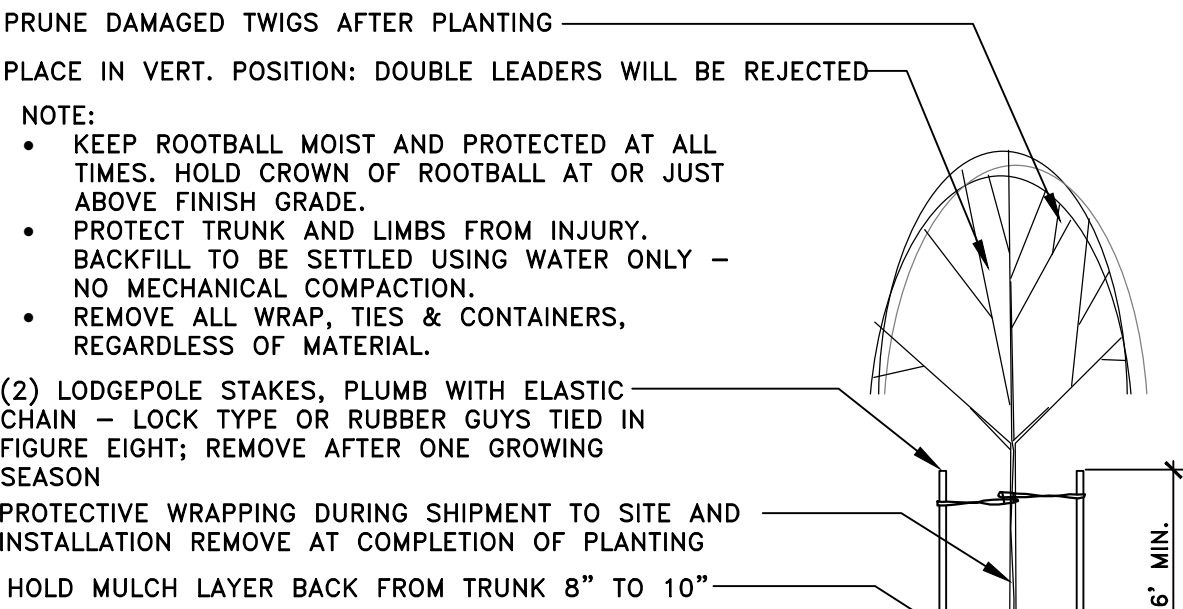 PRUNE DAMAGED TWIGS AFTER PLANTING
PLACE IN VERT. POSITION: DOUBLE LEADERS WILL BE REJECTED
NOTE:
• KEEP ROOTBALL MOIST AND PROTECTED AT ALL
TIMES. HOLD CROWN OF ROOTBALL AT OR JUST
ABOVE FINISH GRADE.
• PROTECT TRUNK AND LIMBS FROM INJURY.
BACKFILL TO BE SETTLED USING WATER ONLY –
NO MECHANICAL COMPACTION.
• REMOVE ALL WRAP, TIES & CONTAINERS,
REGARDLESS OF MATERIAL.
(2) LODGEPOLE STAKES, PLUMB WITH ELASTIC
CHAIN – LOCK TYPE OR RUBBER GUYS TIED IN
FIGURE EIGHT; REMOVE AFTER ONE GROWING
SEASON
PROTECTIVE WRAPPING DURING SHIPMENT TO SITE AND
INSTALLATION REMOVE AT COMPLETION OF PLANTING
HOLD MULCH LAYER BACK FROM TRUNK 8” TO 10”
6' MIN.